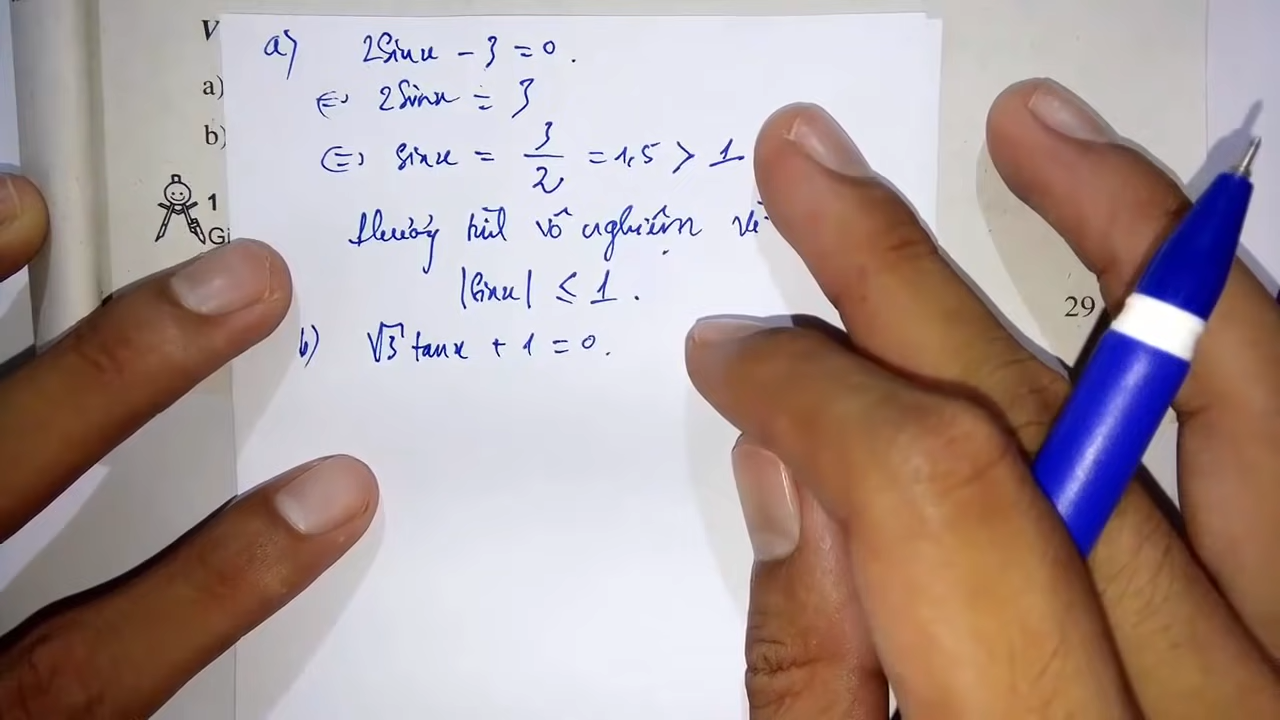 V
a)
b)
1
Gi
29
a) 2sinx - 3 = 0.
⇔ 2sinx = 3
⇔ sinx = 3/2 = 1,5 > 1
phương trình vô nghiệm vì
|sinx| ≤ 1.
b) √3 tanx + 1 = 0.